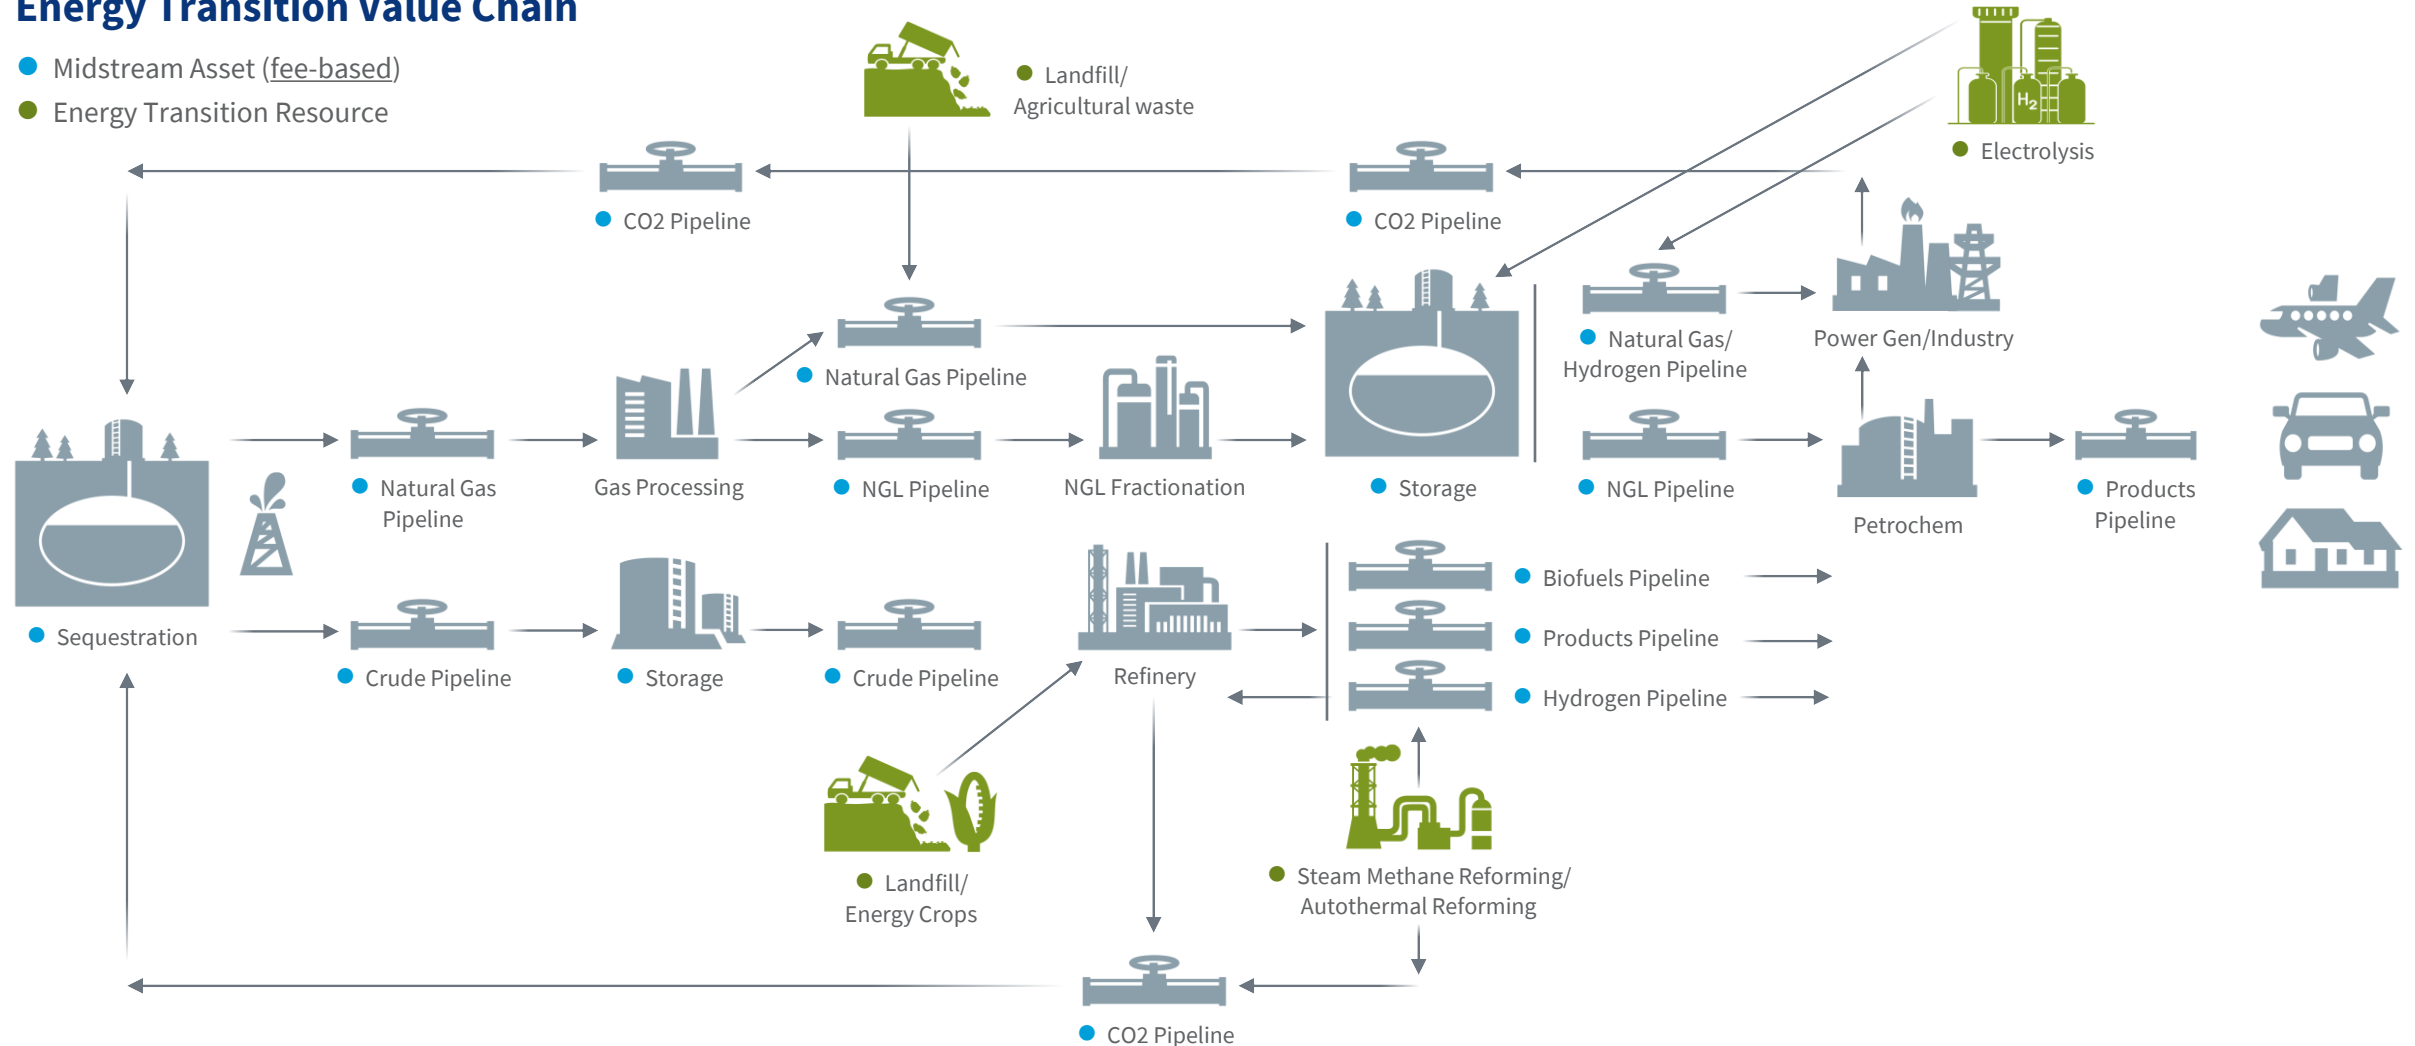 Energy Transition Value Chain
Midstream Asset (fee-based)
Energy Transition Resource
Landfill/
Agricultural waste
H2
Electrolysis
CO2 Pipeline
CO2 Pipeline
Natural Gas/
Hydrogen Pipeline
Power Gen/Industry
Natural Gas Pipeline
Natural Gas
Pipeline
Gas Processing
NGL Pipeline
NGL Fractionation
Storage
NGL Pipeline
Petrochem
Products
Pipeline
Sequestration
Crude Pipeline
Storage
Crude Pipeline
Refinery
Biofuels Pipeline
Products Pipeline
Hydrogen Pipeline
Landfill/
Energy Crops
Steam Methane Reforming/
Autothermal Reforming
CO2 Pipeline